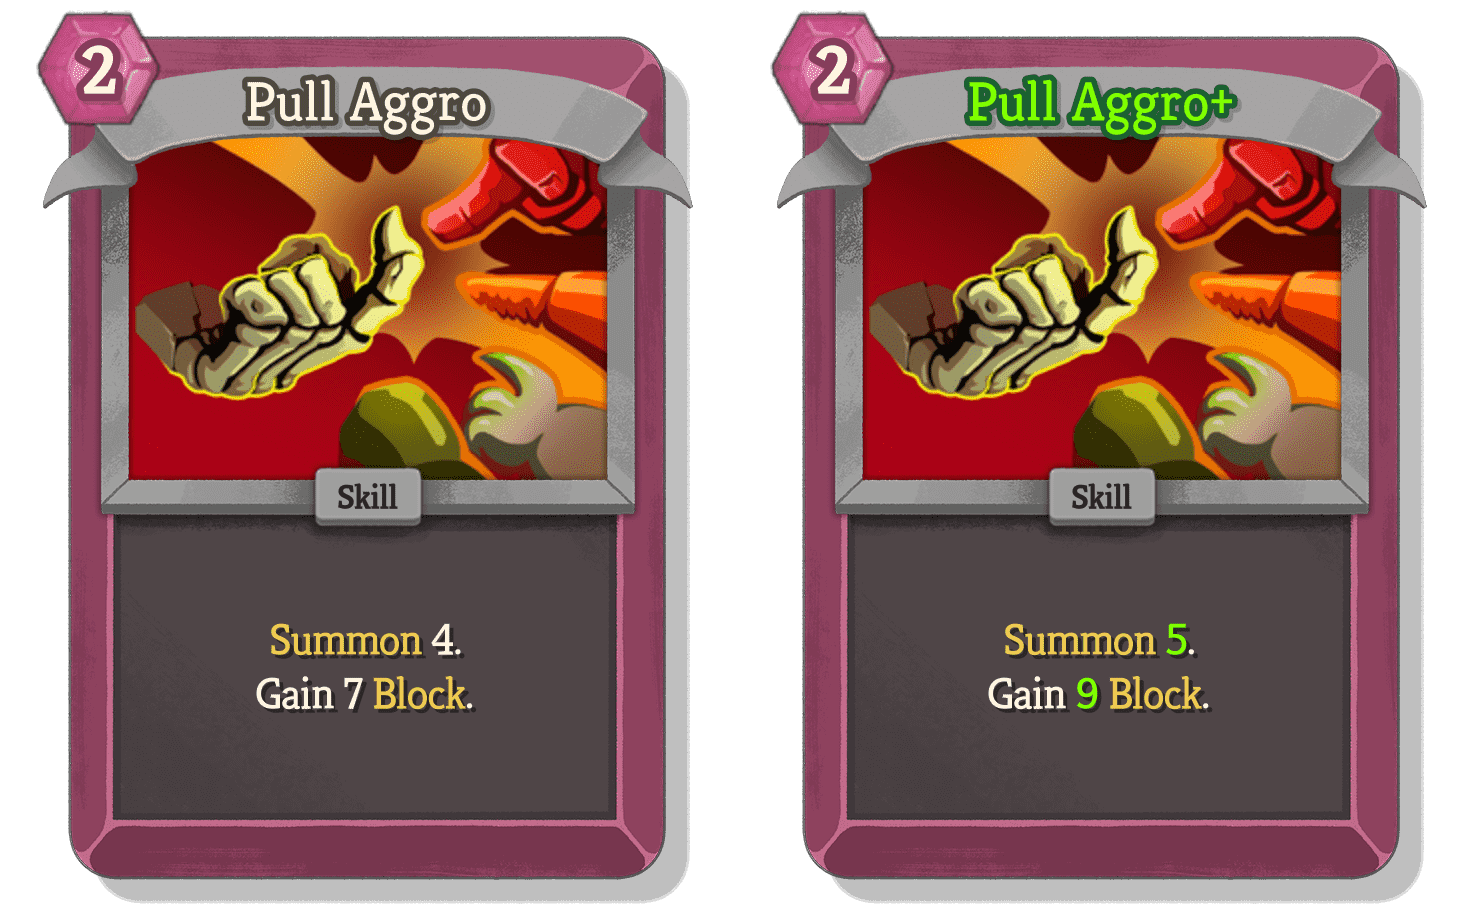 2
Pull Aggro
Skill
Summon 4.
Gain 7 Block.
2
Pull Aggro+
Skill
Summon 5.
Gain 9 Block.